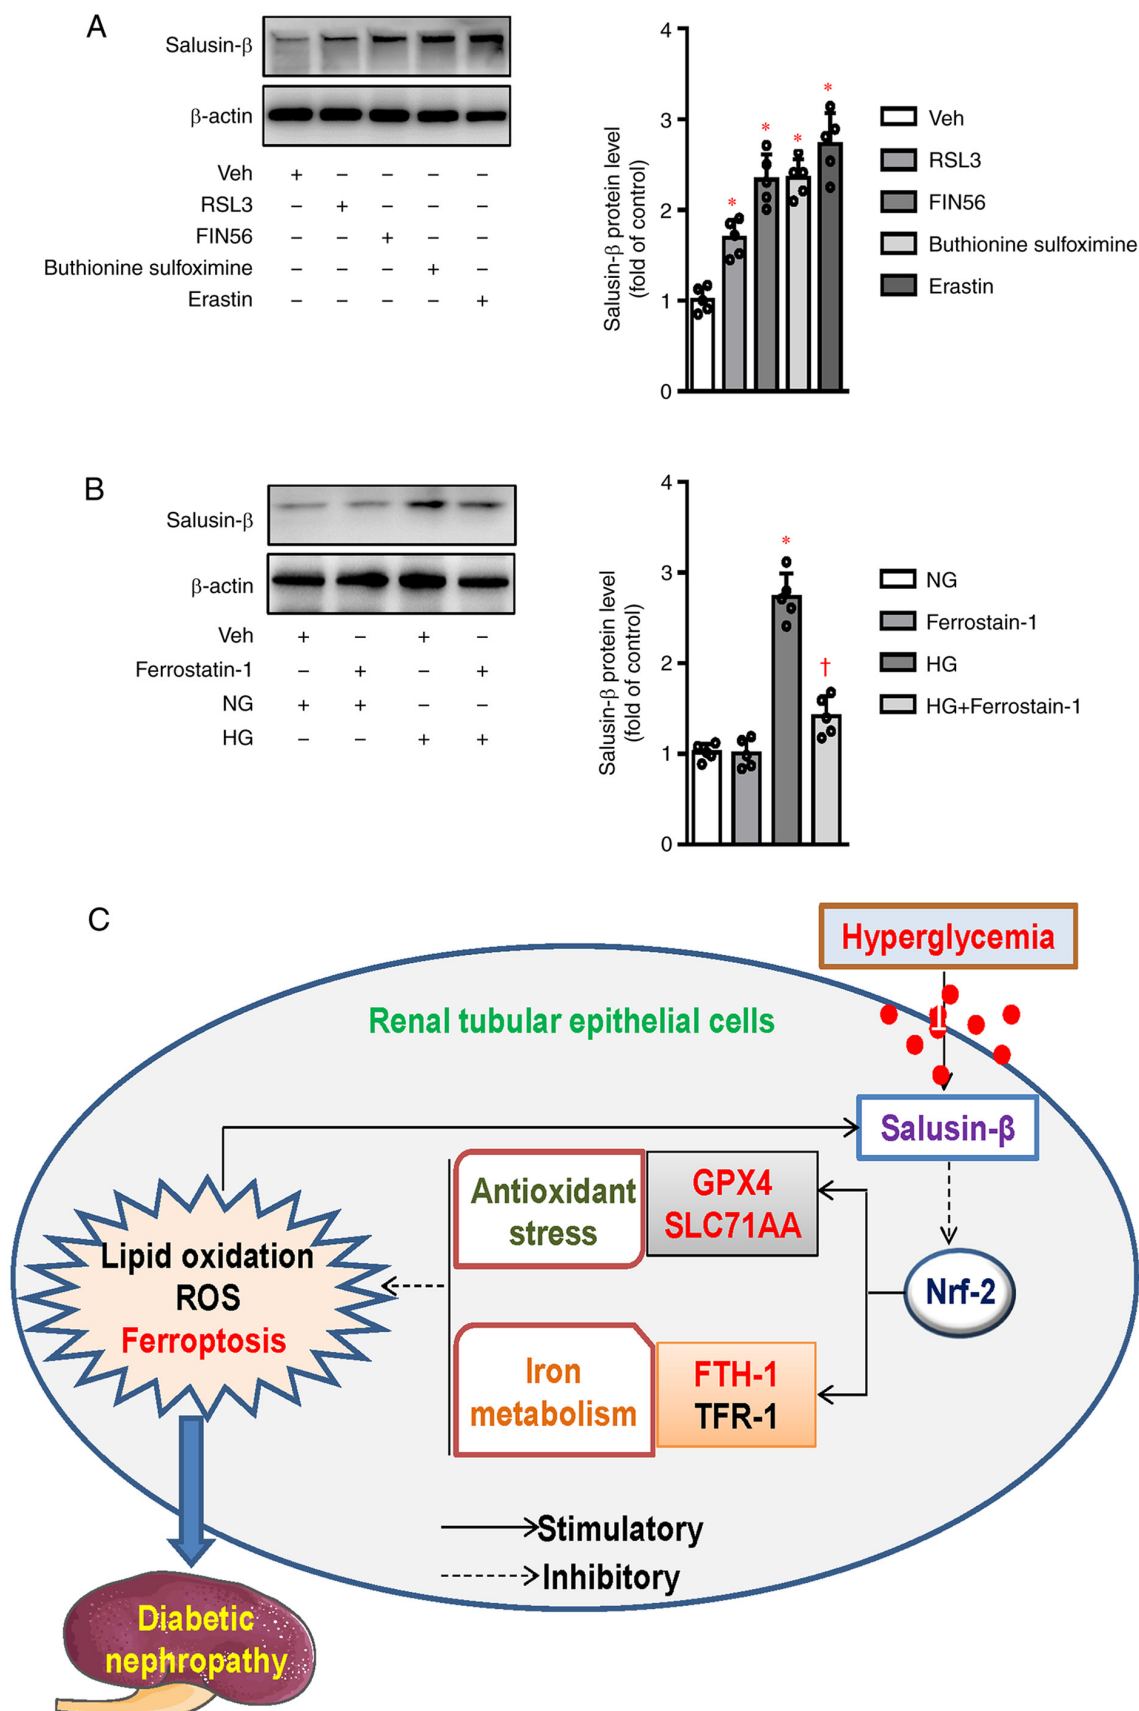 A
Salusin-β
β-actin
Veh + – – – –
RSL3 – + – – –
FIN56 – – + – –
Buthionine sulfoximine – – – + –
Erastin – – – – +
Salusin-β protein level
(fold of control)
4
3
2
1
0
*
*
*
*
Veh
RSL3
FIN56
Buthionine sulfoximine
Erastin
B
Salusin-β
β-actin
Veh + – + –
Ferrostatin-1 – + – +
NG + + – –
HG – – + +
Salusin-β protein level
(fold of control)
4
3
2
1
0
*
†
NG
Ferrostain-1
HG
HG+Ferrostain-1
C
Hyperglycemia
Renal tubular epithelial cells
1
Salusin-β
Antioxidant
stress
GPX4
SLC71AA
Nrf-2
Lipid oxidation
ROS
Ferroptosis
Iron
metabolism
FTH-1
TFR-1
Stimulatory
Inhibitory
Diabetic
nephropathy